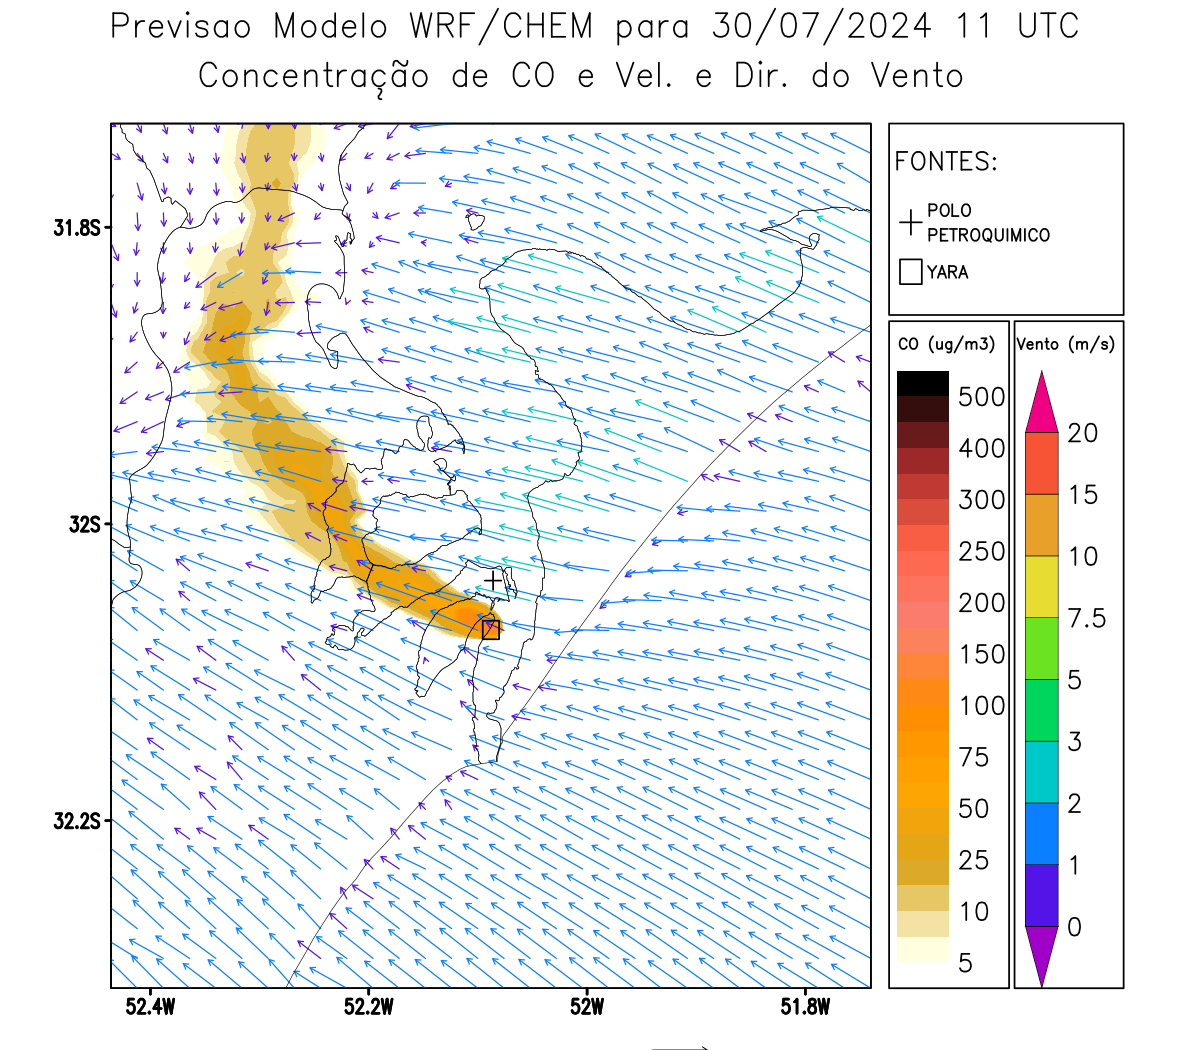 Previsao Modelo WRF/CHEM para 30/07/2024 11 UTC
Concentração de CO e Vel. e Dir. do Vento
FONTES:
POLO
PETROQUIMICO
YARA
CO (ug/m3)
500
400
300
250
200
150
100
75
50
25
10
5
Vento (m/s)
20
15
10
7.5
5
3
2
1
0
31.8S
32S
32.2S
52.4W
52.2W
52W
51.8W